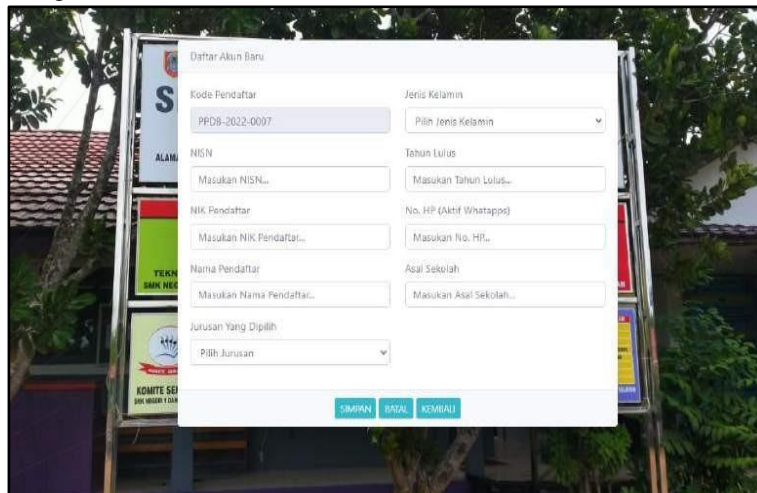 Daftar Akun Baru
Kode Pendaftar
PPDB-2022-0097
NISN
Masukan NISN...
NIK Pendaftar
Masukan NIK Pendaftar...
Nama Pendaftar
Masukan Nama Pendaftar...
Jurusan Yang Dipilih
Pilih Jurusan
Jenis Kelamin
Pilih Jenis Kelamin
Tahun Lulus
Masukan Tahun Lulus...
No. HP (Aktif Whatapps)
Masukan No. HP...
Asal Sekolah
Masukan Asal Sekolah...
SIMPAN BATAL KEMBALI
S
ALAMA
TEKN
SMK NEG
KOMITE SE